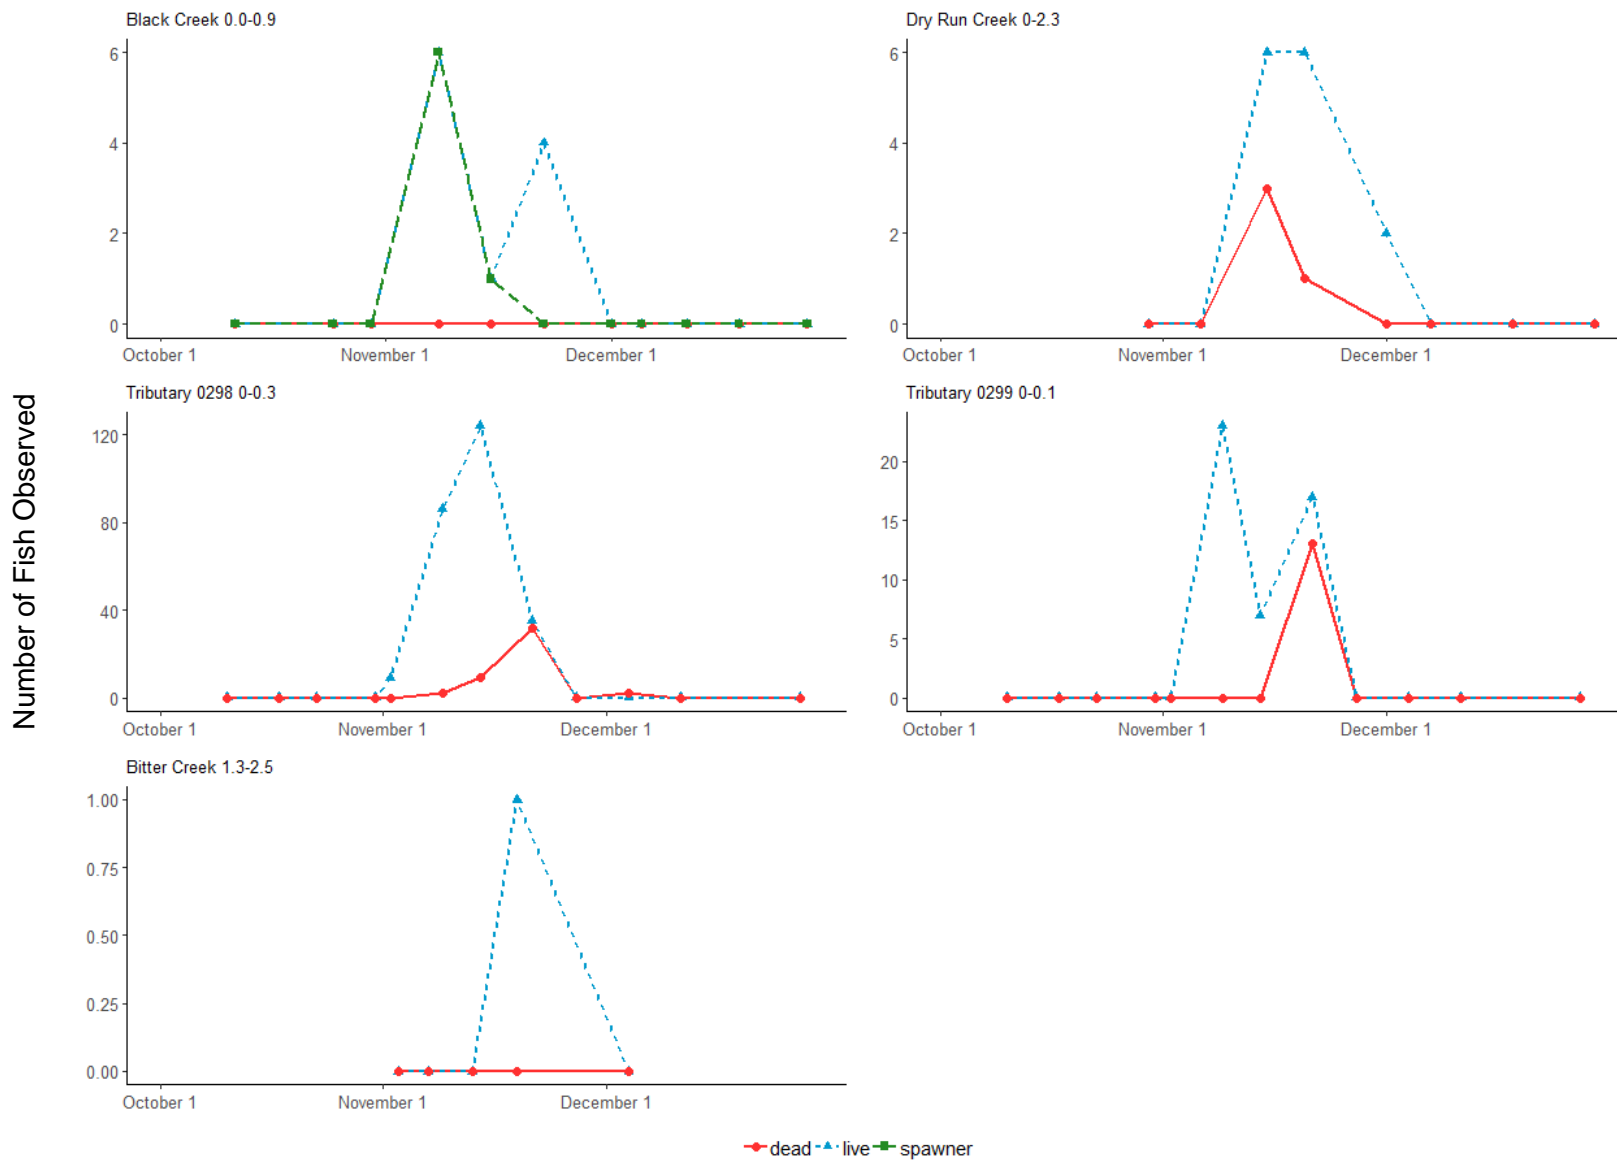 Black Creek 0.0-0.9
6
4
2
0
October 1 November 1 December 1
Dry Run Creek 0-2.3
6
4
2
0
October 1 November 1 December 1
Number of Fish Observed
Tributary 0298 0-0.3
120
80
40
0
October 1 November 1 December 1
Tributary 0299 0-0.1
20
15
10
5
0
October 1 November 1 December 1
Bitter Creek 1.3-2.5
1.00
0.75
0.50
0.25
0.00
October 1 November 1 December 1
dead live spawner